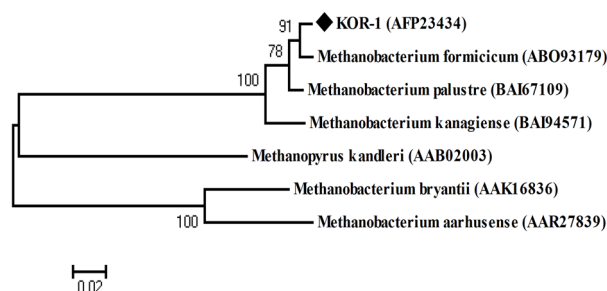 91
KOR-1 (AFP23434)
78
Methanobacterium formicicum (ABO93179)
100
Methanobacterium palustre (BAI67109)
Methanobacterium kanagiense (BAI94571)
Methanopyrus kandleri (AAB02003)
Methanobacterium bryantii (AAK16836)
100
Methanobacterium aarhusense (AAR27839)
0.02